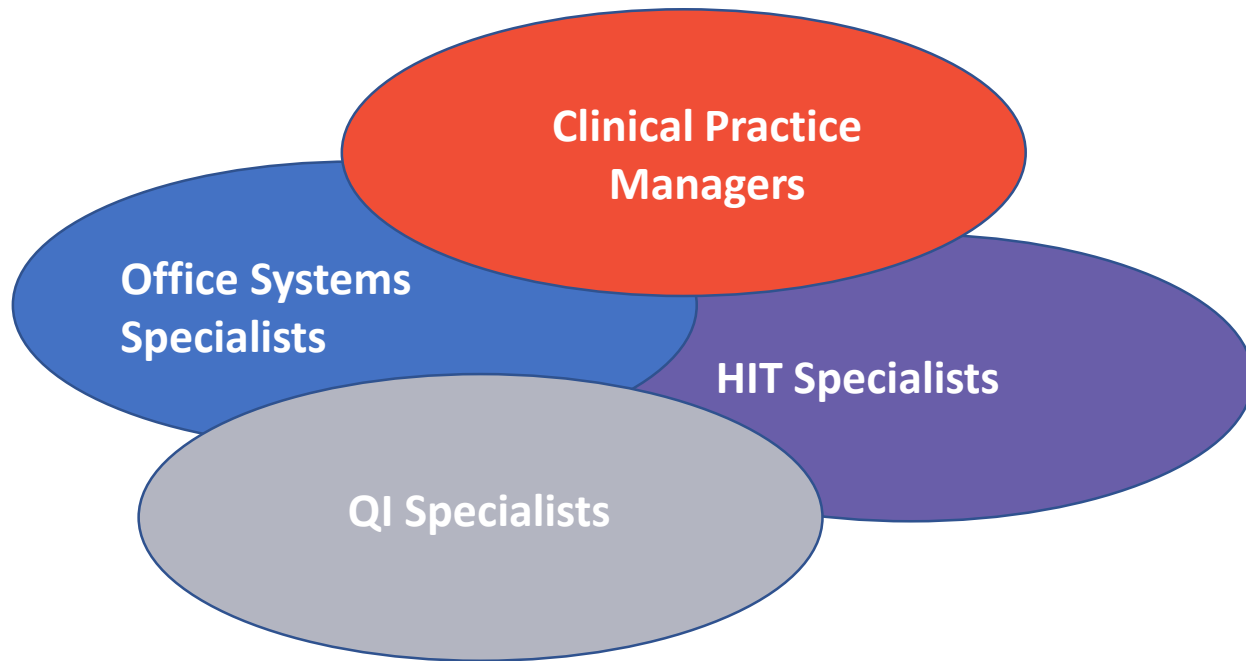 Clinical Practice
Managers
Office Systems
Specialists
HIT Specialists
QI Specialists